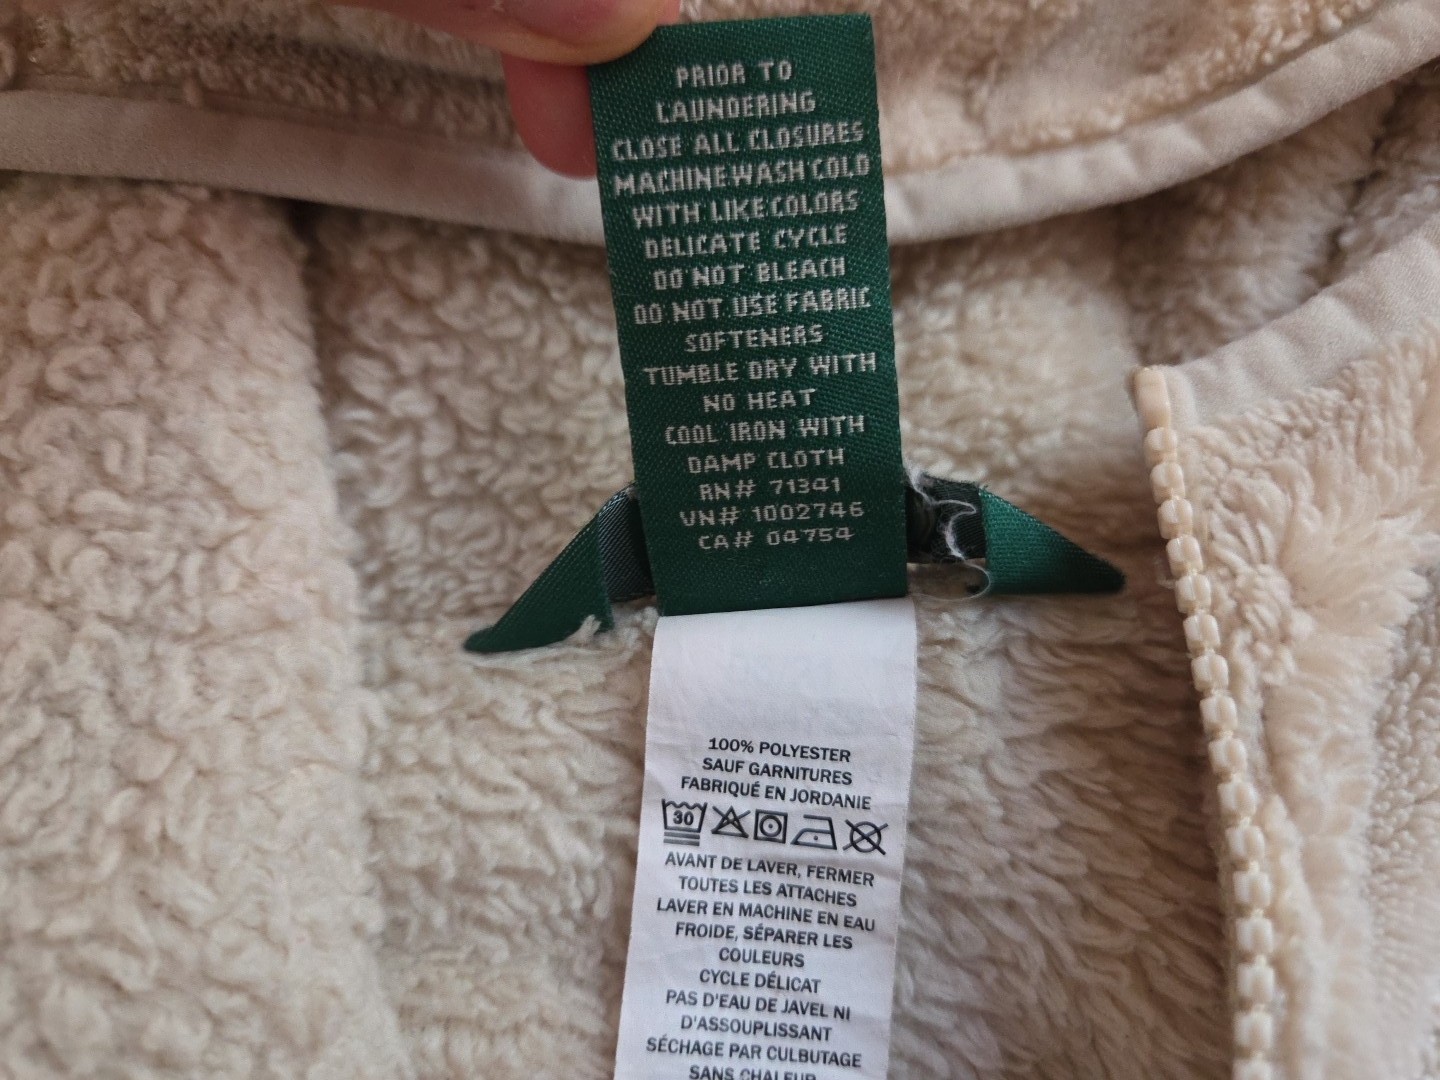 PRIOR TO
LAUNDERING
CLOSE ALL CLOSURES
MACHINE WASH COLD
WITH LIKE COLORS
DELICATE CYCLE
DO NOT BLEACH
DO NOT USE FABRIC
SOFTENERS
TUMBLE DRY WITH
NO HEAT
COOL IRON WITH
DAMP CLOTH
RN# 71341
VN# 1002746
CA# 04754
100% POLYESTER
SAUF GARNITURES
FABRIQUÉ EN JORDANIE
30
AVANT DE LAVER, FERMER
TOUTES LES ATTACHES
LAVER EN MACHINE EN EAU
FROIDE, SÉPARER LES
COULEURS
CYCLE DÉLICAT
PAS D'EAU DE JAVEL NI
D'ASSOUPLISSANT
SÉCHAGE PAR CULBUTAGE
SANS CHALEUR